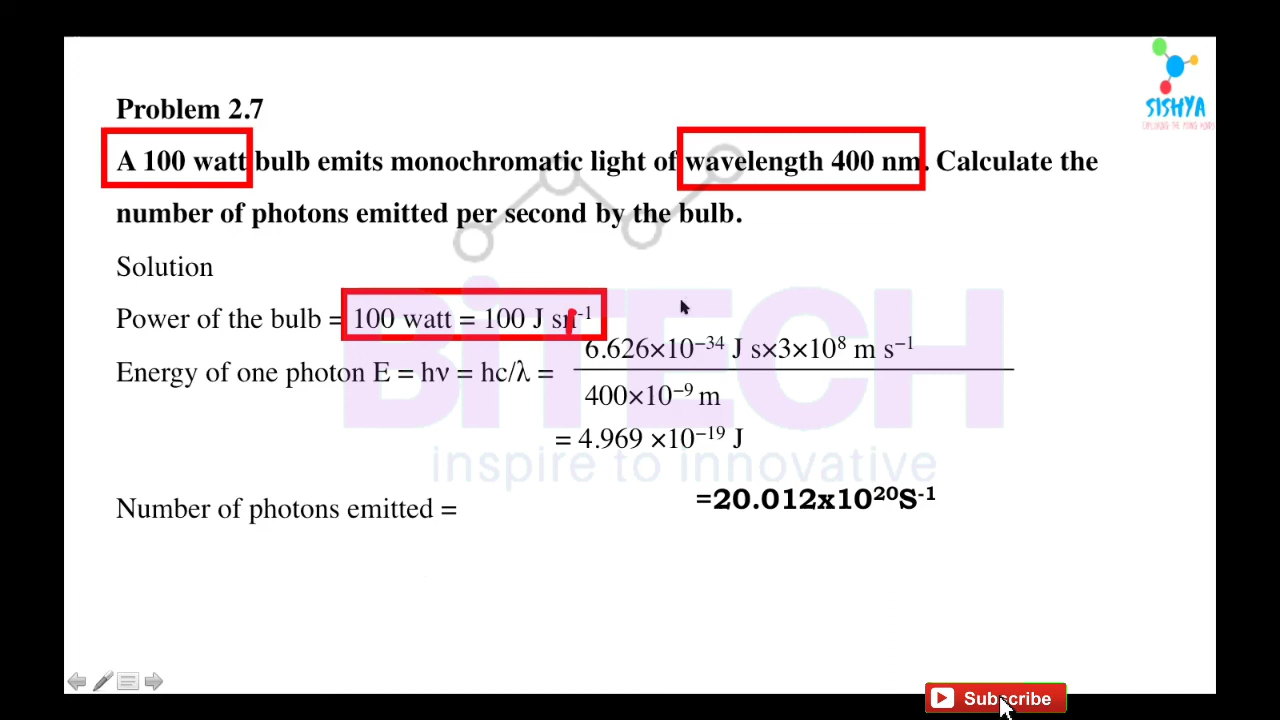 SISHYA
Problem 2.7
A 100 watt bulb emits monochromatic light of wavelength 400 nm. Calculate the
number of photons emitted per second by the bulb.
Solution
Power of the bulb = 100 watt = 100 J s⁻¹
6.626×10⁻³⁴ J s×3×10⁸ m s⁻¹
Energy of one photon E = hν = hc/λ =
400×10⁻⁹ m
= 4.969 ×10⁻¹⁹ J
BiTECH
inspire to innovative
Number of photons emitted = =20.012x10²⁰S⁻¹
Subscribe